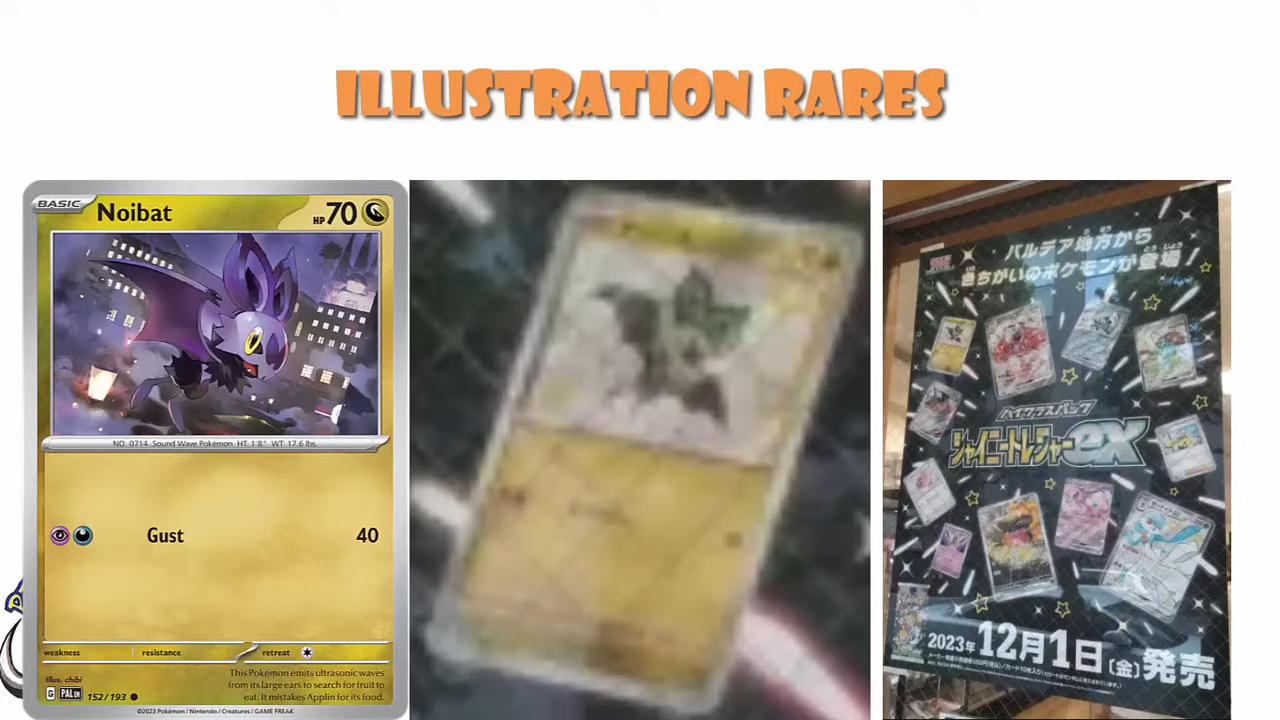 ILLUSTRATION RARES
BASIC Noibat HP 70
NO. 0714 Sound Wave Pokémon HT: 1'8" WT: 17.6 lbs.
Gust 40
weakness resistance retreat
Illus. chibi
This Pokémon emits ultrasonic waves
from its large ears to search for fruit to
eat. It mistakes Applin for its food.
G PAL EN 152/193
©2023 Pokémon / Nintendo / Creatures / GAME FREAK
パルデア地方から
色ちがいのポケモンが登場!
ハイクラスパック
シャイニートレジャーex
2023年12月1日(金)発売